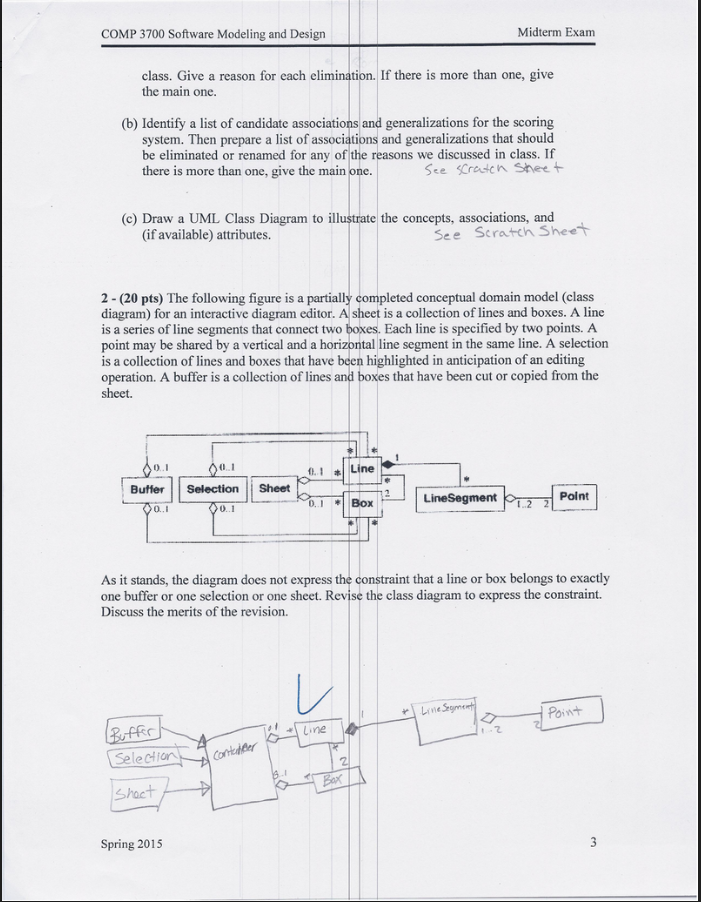 COMP 3700 Software Modeling and Design Midterm Exam
class. Give a reason for each elimination. If there is more than one, give
the main one.
(b) Identify a list of candidate associations and generalizations for the scoring
system. Then prepare a list of associations and generalizations that should
be eliminated or renamed for any of the reasons we discussed in class. If
there is more than one, give the main one. See Scratch Sheet
(c) Draw a UML Class Diagram to illustrate the concepts, associations, and
(if available) attributes. See Scratch Sheet
2 - (20 pts) The following figure is a partially completed conceptual domain model (class
diagram) for an interactive diagram editor. A sheet is a collection of lines and boxes. A line
is a series of line segments that connect two boxes. Each line is specified by two points. A
point may be shared by a vertical and a horizontal line segment in the same line. A selection
is a collection of lines and boxes that have been highlighted in anticipation of an editing
operation. A buffer is a collection of lines and boxes that have been cut or copied from the
sheet.
* * 1
0..1 0..1 0..1 * Line *
Buffer Selection Sheet * LineSegment 1..2 2 Point
0..1 0..1 0..1 * Box 2
* *
As it stands, the diagram does not express the constraint that a line or box belongs to exactly
one buffer or one selection or one sheet. Revise the class diagram to express the constraint.
Discuss the merits of the revision.
Buffer 0..1 * Line 1 * LineSegment 1..2 2 Point
Selection Container * 2
Sheet 0..1 * Box
Spring 2015 3